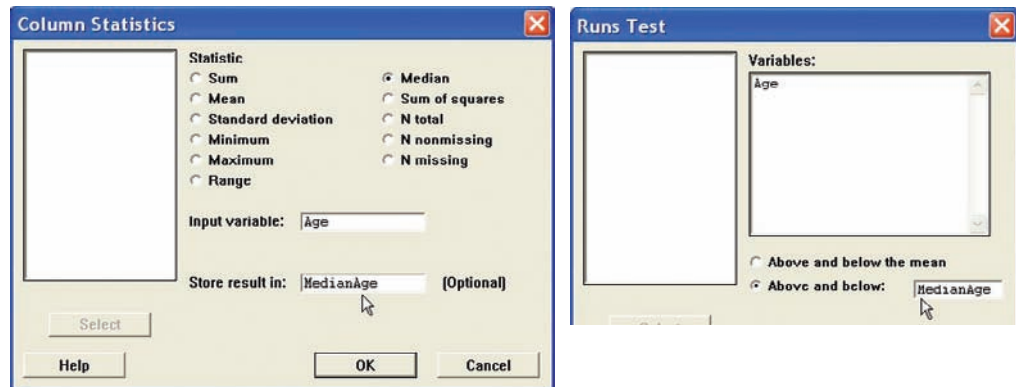 Column Statistics
Statistic
Sum
Mean
Standard deviation
Minimum
Maximum
Range
Median
Sum of squares
N total
N nonmissing
N missing
Input variable: Age
Store result in: MedianAge (Optional)
Select
Help OK Cancel
Runs Test
Variables:
Age
Above and below the mean
Above and below: MedianAge